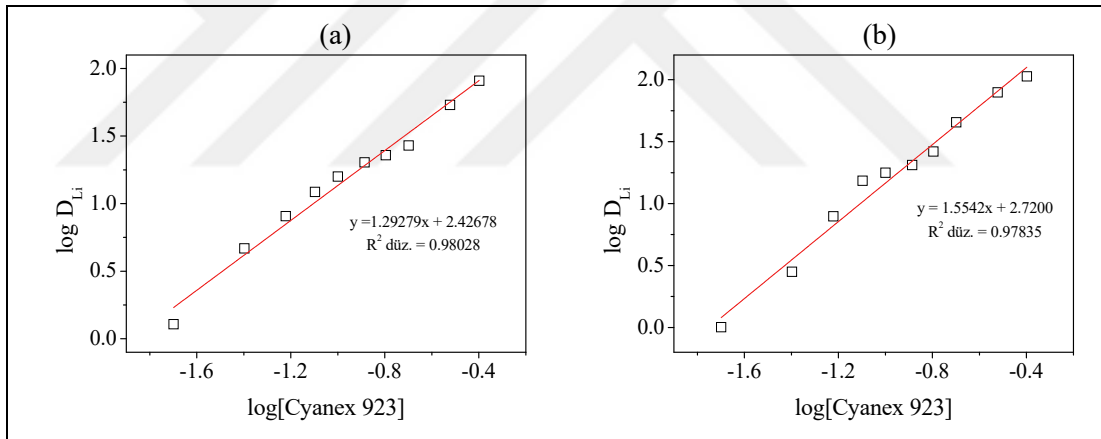 (a)
2.0
1.5
1.0
0.5
0.0
log D_Li
y =1.29279x + 2.42678
R² düz. = 0.98028
-1.6 -1.2 -0.8 -0.4
log[Cyanex 923]
(b)
2.0
1.5
1.0
0.5
0.0
log D_Li
y = 1.5542x + 2.7200
R² düz. = 0.97835
-1.6 -1.2 -0.8 -0.4
log[Cyanex 923]